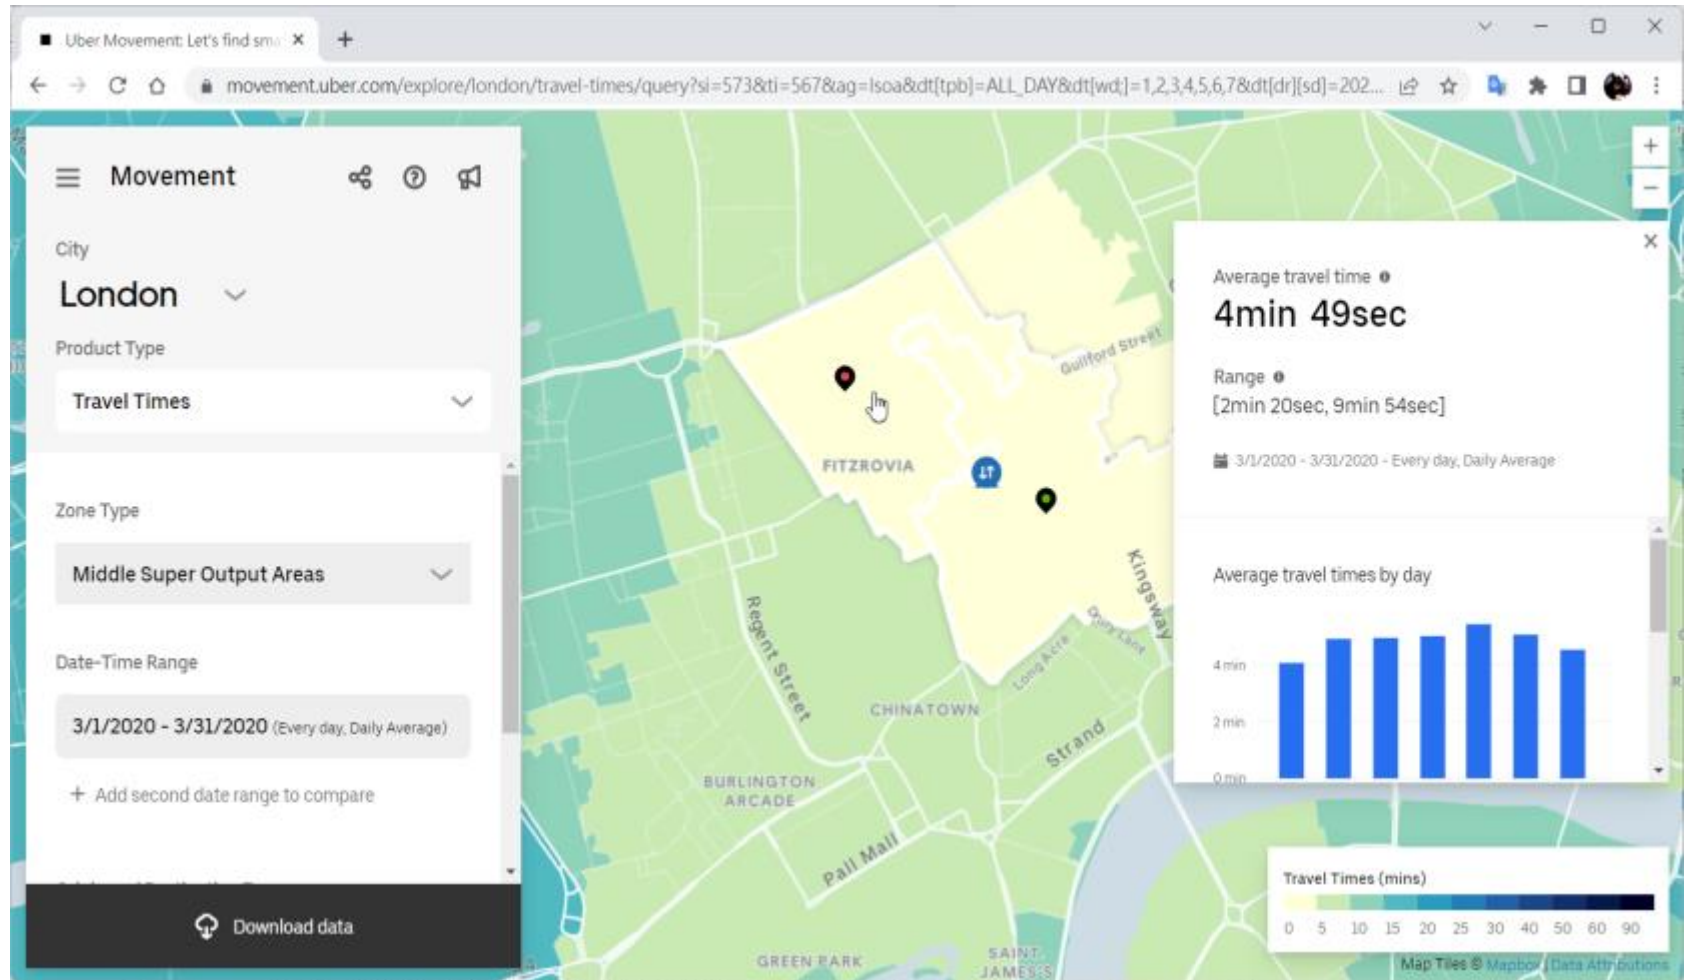 Uber Movement: Let's find sm
movement.uber.com/explore/london/travel-times/query?si=573&ti=567&ag=lsoa&dt[tpb]=ALL_DAY&dt[wd;]=1,2,3,4,5,6,7&dt[dr][sd]=202...
Movement
City
London
Product Type
Travel Times
Zone Type
Middle Super Output Areas
Date-Time Range
3/1/2020 - 3/31/2020 (Every day, Daily Average)
+ Add second date range to compare
Download data
Guilford Street
FITZROVIA
Kingsway
Drury Lane
Long Acre
Regent Street
CHINATOWN
Strand
BURLINGTON
ARCADE
Pall Mall
GREEN PARK
SAINT
JAMES'S
Average travel time
4min 49sec
Range
[2min 20sec, 9min 54sec]
3/1/2020 - 3/31/2020 - Every day, Daily Average
Average travel times by day
4 min
2 min
0 min
Travel Times (mins)
0 5 10 15 20 25 30 40 50 60 90
Map Tiles © Mapbox | Data Attributions